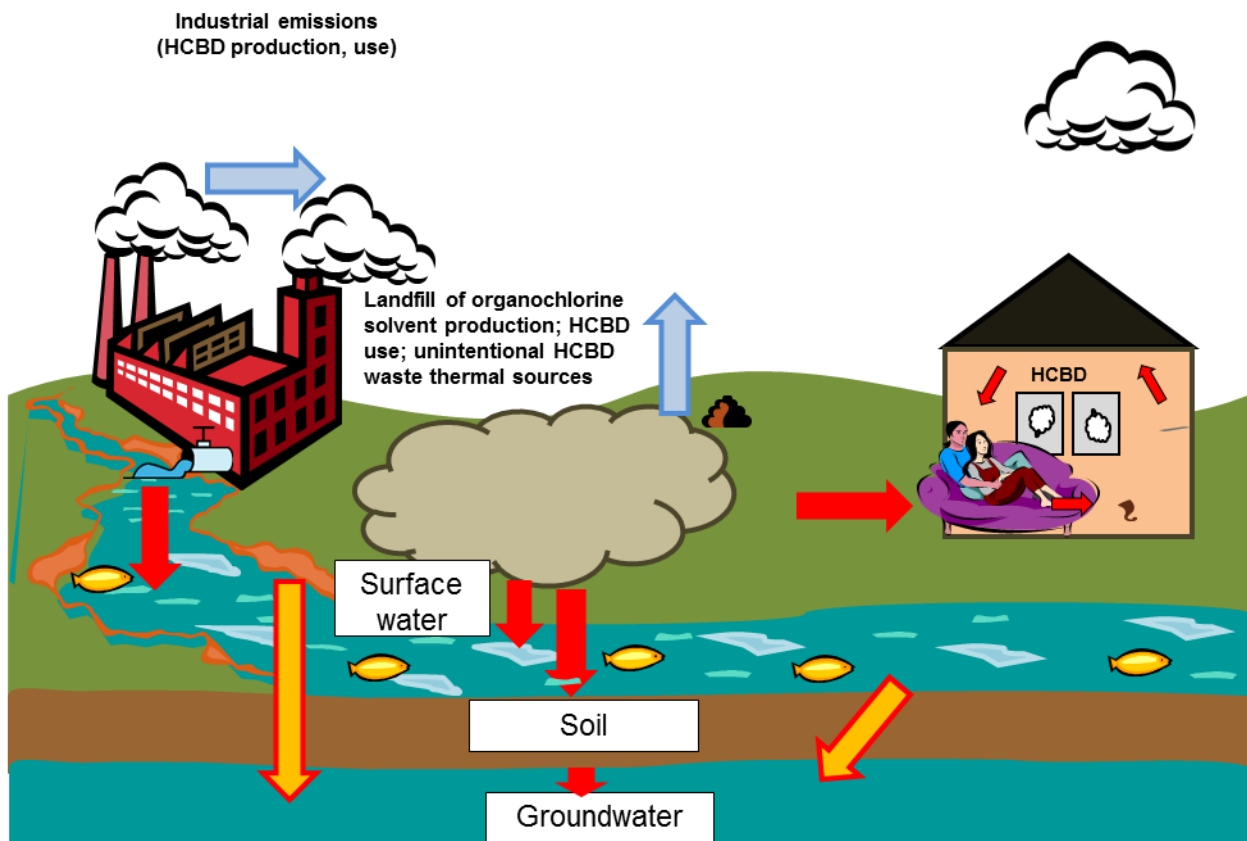 Industrial emissions
(HCBD production, use)
Landfill of organochlorine
solvent production; HCBD
use; unintentional HCBD
waste thermal sources
HCBD
Surface
water
Soil
Groundwater